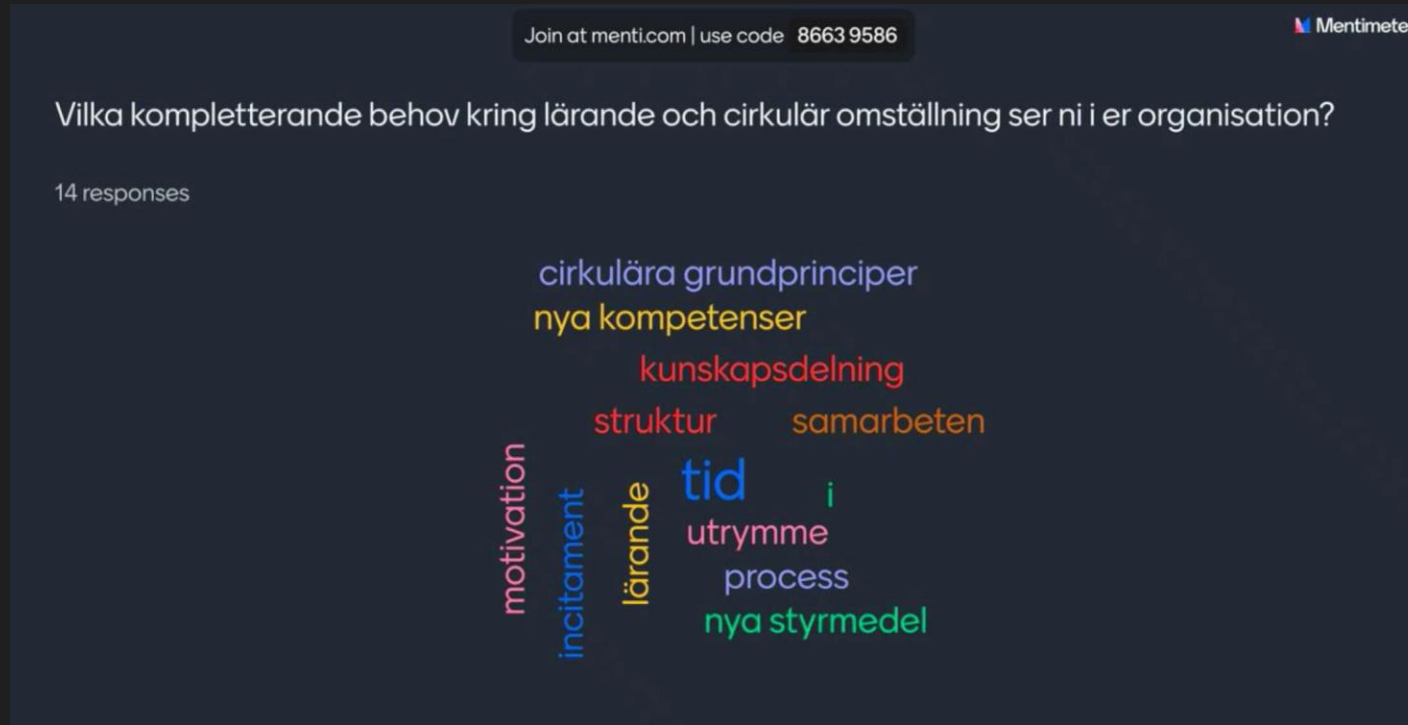 Join at menti.com | use code 8663 9586
Mentimete
Vilka kompletterande behov kring lärande och cirkulär omställning ser ni i er organisation?
14 responses
cirkulära grundprinciper
nya kompetenser
kunskapsdelning
struktur
samarbeten
motivation
incitament
lärande
tid
i
utrymme
process
nya styrmedel